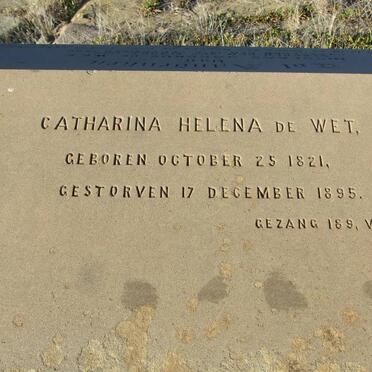 CATHARINA HELENA DE WET,
GEBOREN OCTOBER 25 1821,
GESTORVEN 17 DECEMBER 1895.
GEZANG 189, V